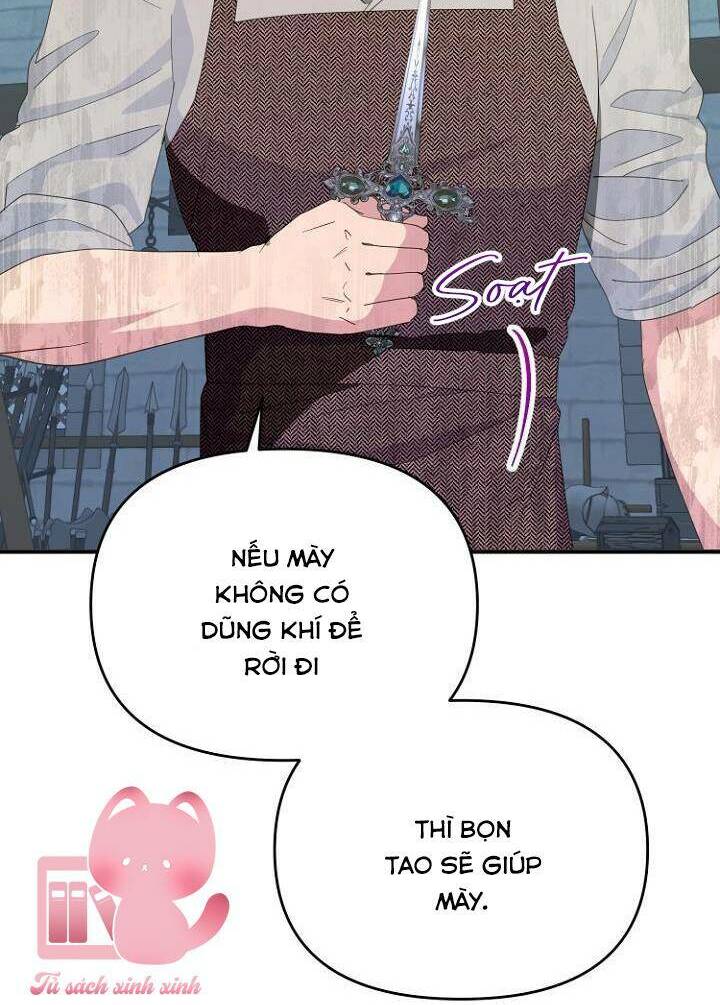 Soạt
NẾU MÀY
KHÔNG CÓ
DŨNG KHÍ ĐỂ
RỜI ĐI
THÌ BỌN
TAO SẼ GIÚP
MÀY.
Tủ sách xinh xinh